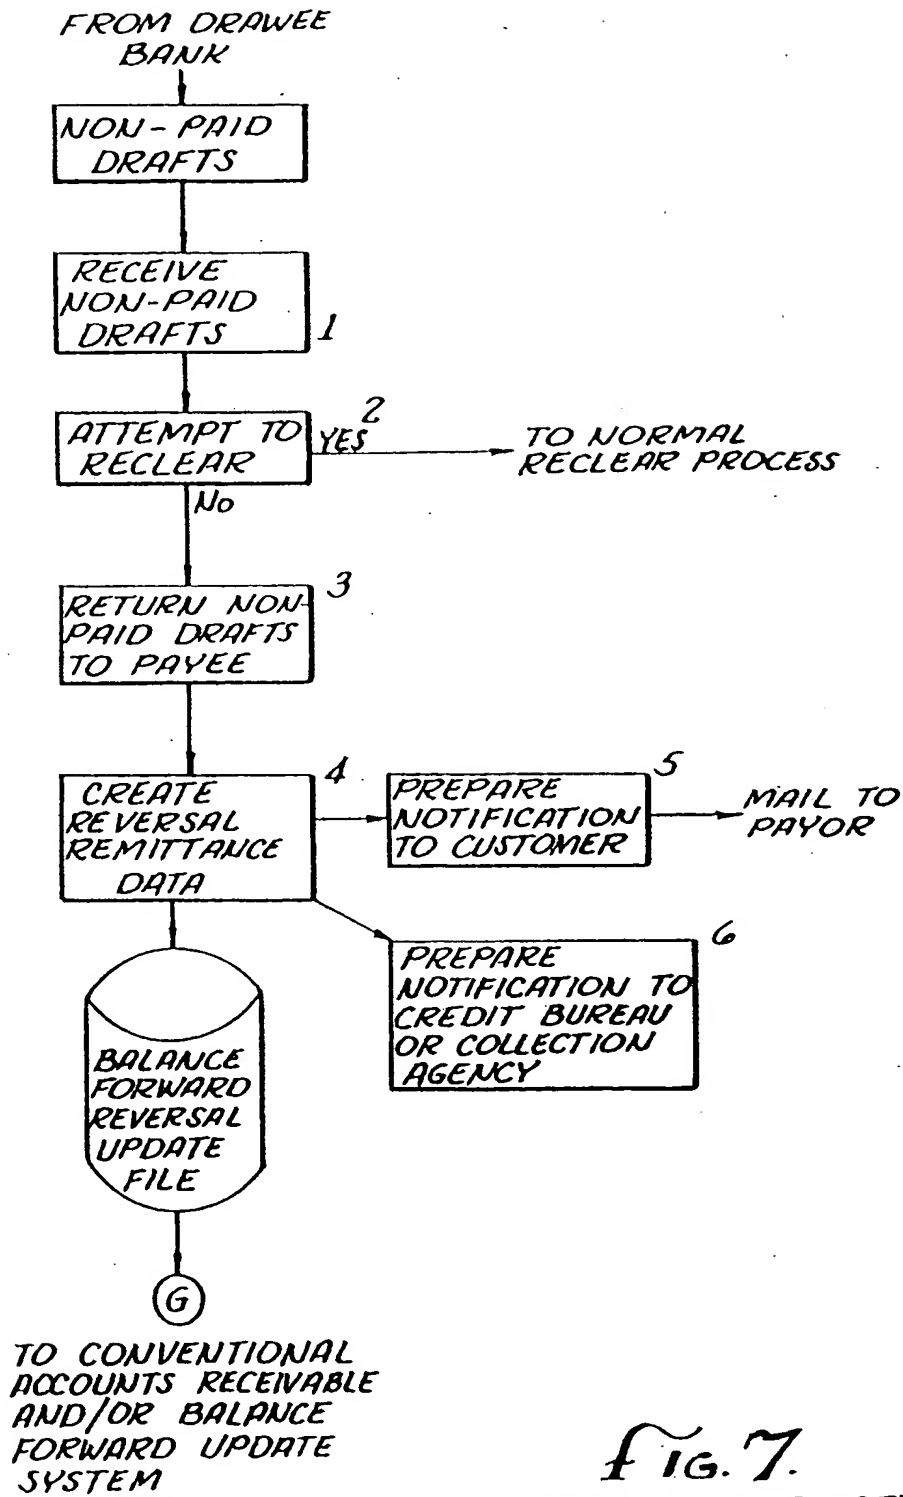 FROM DRAWEE
BANK
NON-PAID
DRAFTS
RECEIVE
NON-PAID
DRAFTS
1
ATTEMPT TO
RECLEAR
2
YES
TO NORMAL
RECLEAR PROCESS
No
3
RETURN NON-
PAID DRAFTS
TO PAYEE
4
CREATE
REVERSAL
REMITTANCE
DATA
5
PREPARE
NOTIFICATION
TO CUSTOMER
MAIL TO
PAYOR
6
PREPARE
NOTIFICATION TO
CREDIT BUREAU
OR COLLECTION
AGENCY
BALANCE
FORWARD
REVERSAL
UPDATE
FILE
G
TO CONVENTIONAL
ACCOUNTS RECEIVABLE
AND/OR BALANCE
FORWARD UPDATE
SYSTEM
FIG. 7.